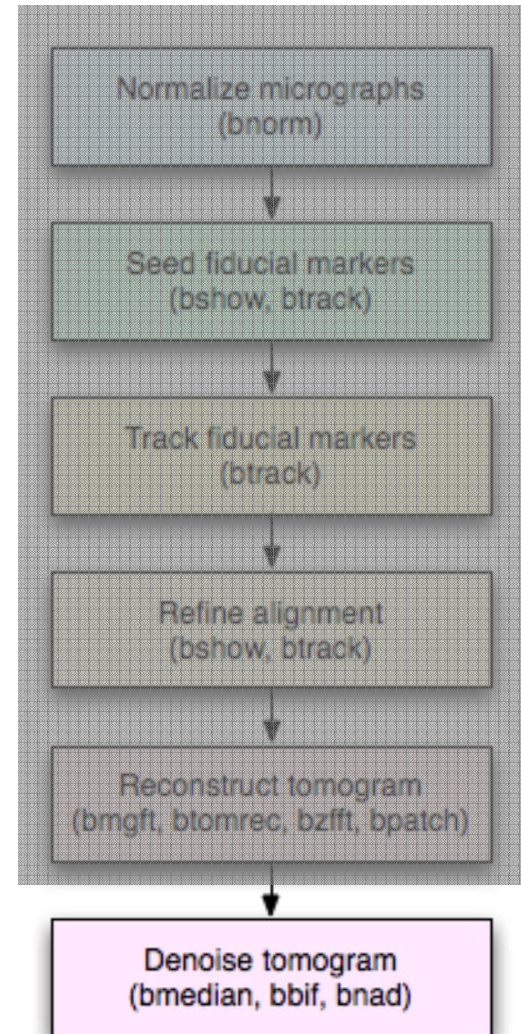 Normalize micrographs
(bnorm)
Seed fiducial markers
(bshow, btrack)
Track fiducial markers
(btrack)
Refine alignment
(bshow, btrack)
Reconstruct tomogram
(bmgft, btomrec, bzfft, bpatch)
Denoise tomogram
(bmedian, bbif, bnad)